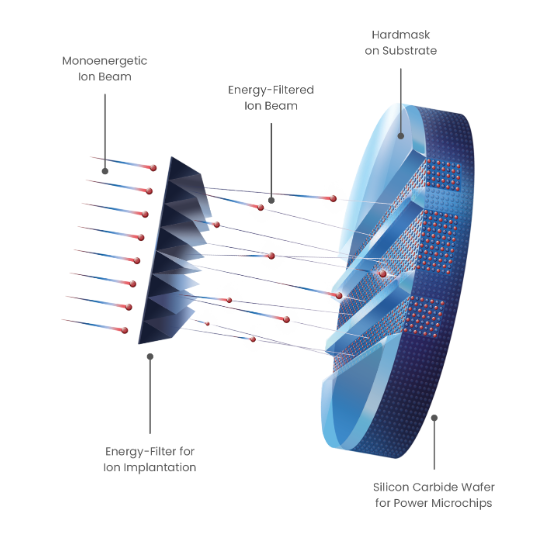 Hardmask
on Substrate
Monoenergetic
Ion Beam
Energy-Filtered
Ion Beam
Energy-Filter for
Ion Implantation
Silicon Carbide Wafer
for Power Microchips